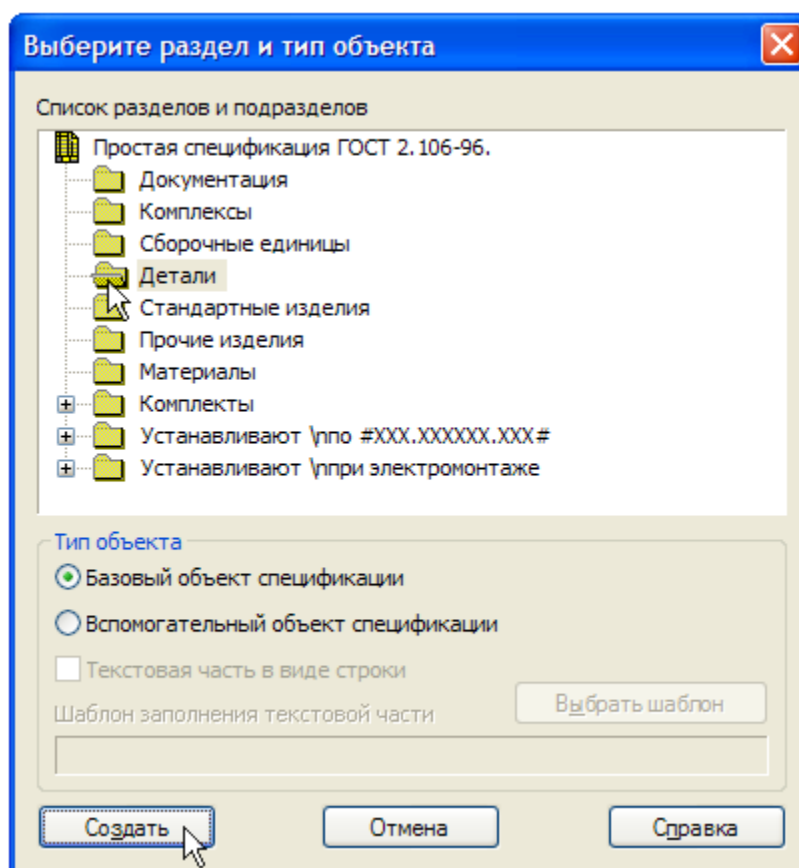 Выберите раздел и тип объекта
Список разделов и подразделов
Простая спецификация ГОСТ 2.106-96.
Документация
Комплексы
Сборочные единицы
Детали
Стандартные изделия
Прочие изделия
Материалы
Комплекты
Устанавливают \nпо #XXX.XXXXXX.XXX#
Устанавливают \nпри электромонтаже
Тип объекта
Базовый объект спецификации
Вспомогательный объект спецификации
Текстовая часть в виде строки
Шаблон заполнения текстовой части
Выбрать шаблон
Создать Отмена Справка